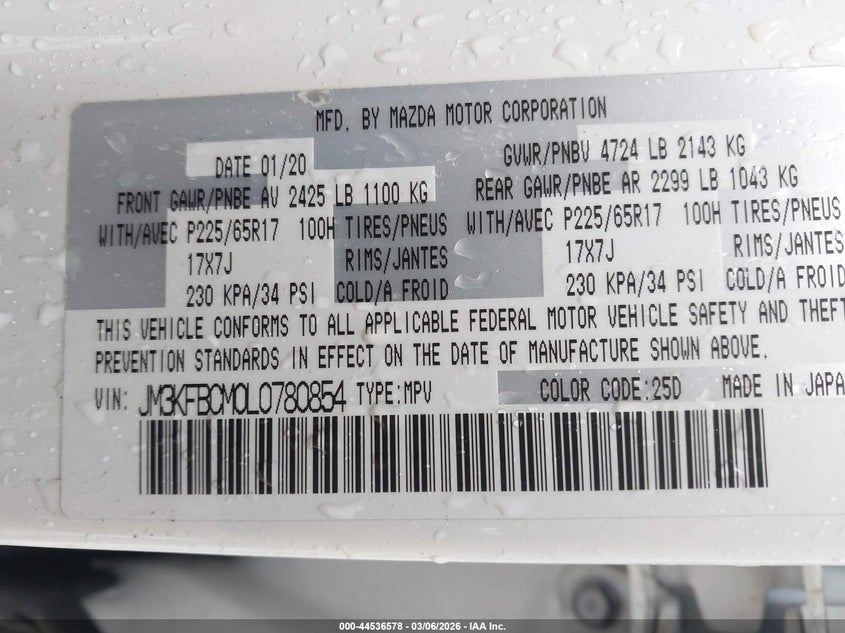 MFD. BY MAZDA MOTOR CORPORATION
DATE 01/20 GVWR/PNBV 4724 LB 2143 KG
FRONT GAWR/PNBE AV 2425 LB 1100 KG REAR GAWR/PNBE AR 2299 LB 1043 KG
WITH/AVEC P225/65R17 100H TIRES/PNEUS WITH/AVEC P225/65R17 100H TIRES/PNEUS
17X7J RIMS/JANTES 17X7J RIMS/JANTES
230 KPA/34 PSI COLD/A FROID 230 KPA/34 PSI COLD/A FROID
THIS VEHICLE CONFORMS TO ALL APPLICABLE FEDERAL MOTOR VEHICLE SAFETY AND THEFT
PREVENTION STANDARDS IN EFFECT ON THE DATE OF MANUFACTURE SHOWN ABOVE.
VIN: JM3KFBCM0L0780854 TYPE:MPV COLOR CODE:25D MADE IN JAPA
000-44536578 - 03/06/2026 - IAA Inc.